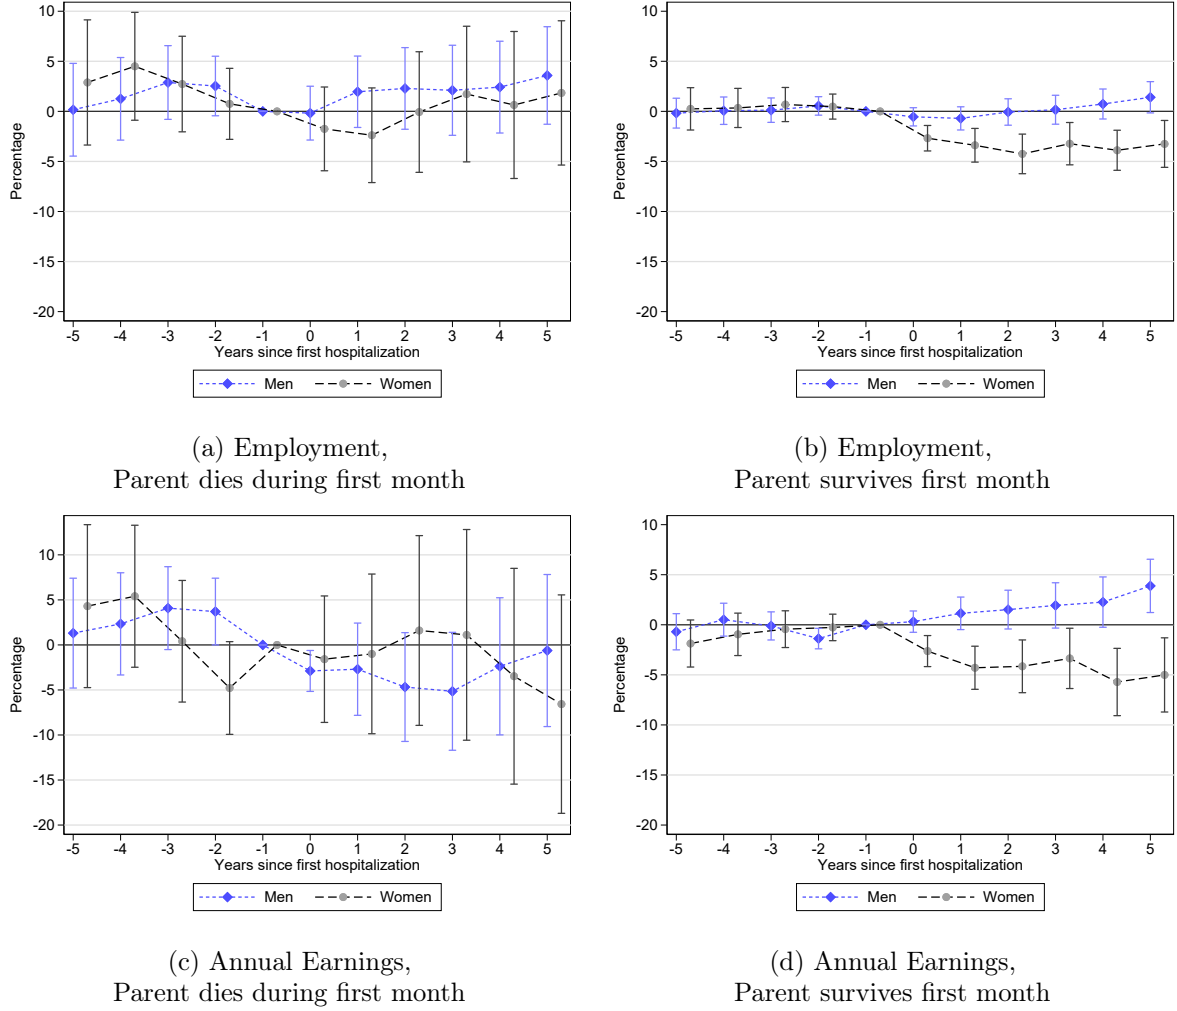 10
5
0
-5
-10
-15
-20
Percentage
-5 -4 -3 -2 -1 0 1 2 3 4 5
Years since first hospitalization
Men Women
(a) Employment,
Parent dies during first month
10
5
0
-5
-10
-15
-20
Percentage
-5 -4 -3 -2 -1 0 1 2 3 4 5
Years since first hospitalization
Men Women
(b) Employment,
Parent survives first month
10
5
0
-5
-10
-15
-20
Percentage
-5 -4 -3 -2 -1 0 1 2 3 4 5
Years since first hospitalization
Men Women
(c) Annual Earnings,
Parent dies during first month
10
5
0
-5
-10
-15
-20
Percentage
-5 -4 -3 -2 -1 0 1 2 3 4 5
Years since first hospitalization
Men Women
(d) Annual Earnings,
Parent survives first month